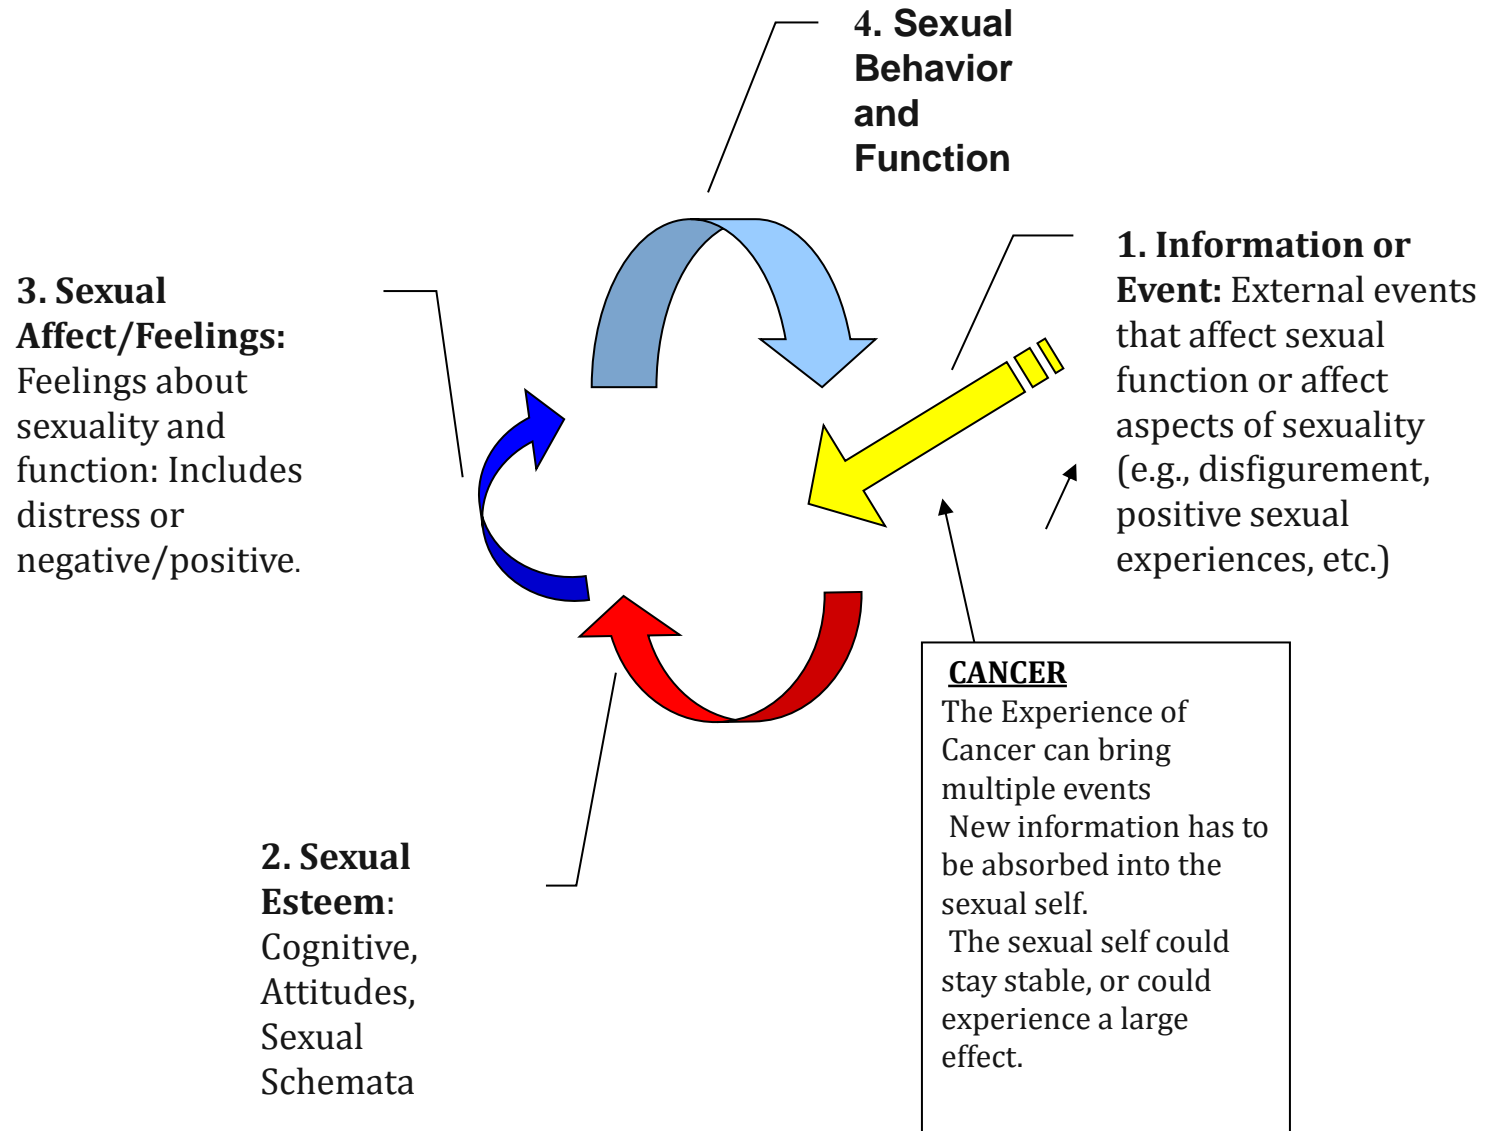 4. Sexual
Behavior
and
Function
1. Information or
Event: External events
that affect sexual
function or affect
aspects of sexuality
(e.g., disfigurement,
positive sexual
experiences, etc.)
3. Sexual
Affect/Feelings:
Feelings about
sexuality and
function: Includes
distress or
negative/positive.
2. Sexual
Esteem:
Cognitive,
Attitudes,
Sexual
Schemata
CANCER
The Experience of
Cancer can bring
multiple events
New information has to
be absorbed into the
sexual self.
The sexual self could
stay stable, or could
experience a large
effect.